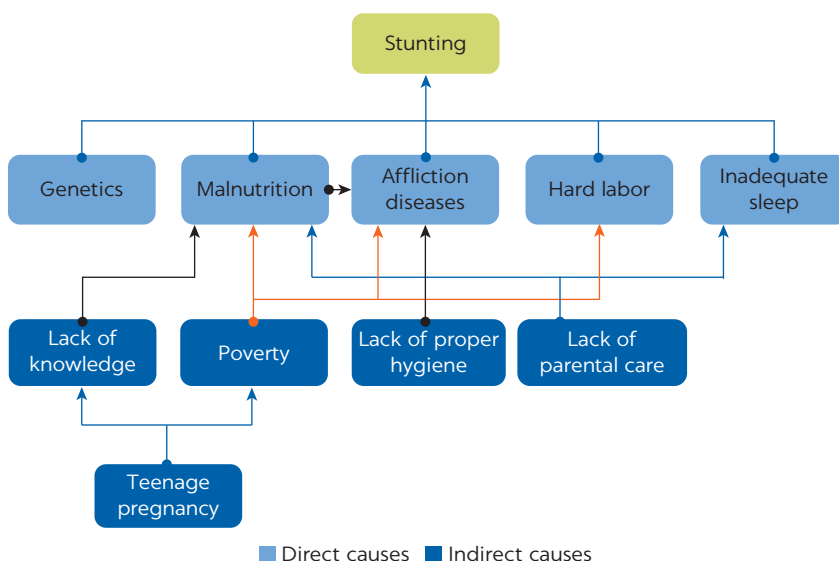 Stunting
Genetics
Malnutrition
Affliction
diseases
Hard labor
Inadequate
sleep
Lack of
knowledge
Poverty
Lack of proper
hygiene
Lack of
parental care
Teenage
pregnancy
Direct causes
Indirect causes